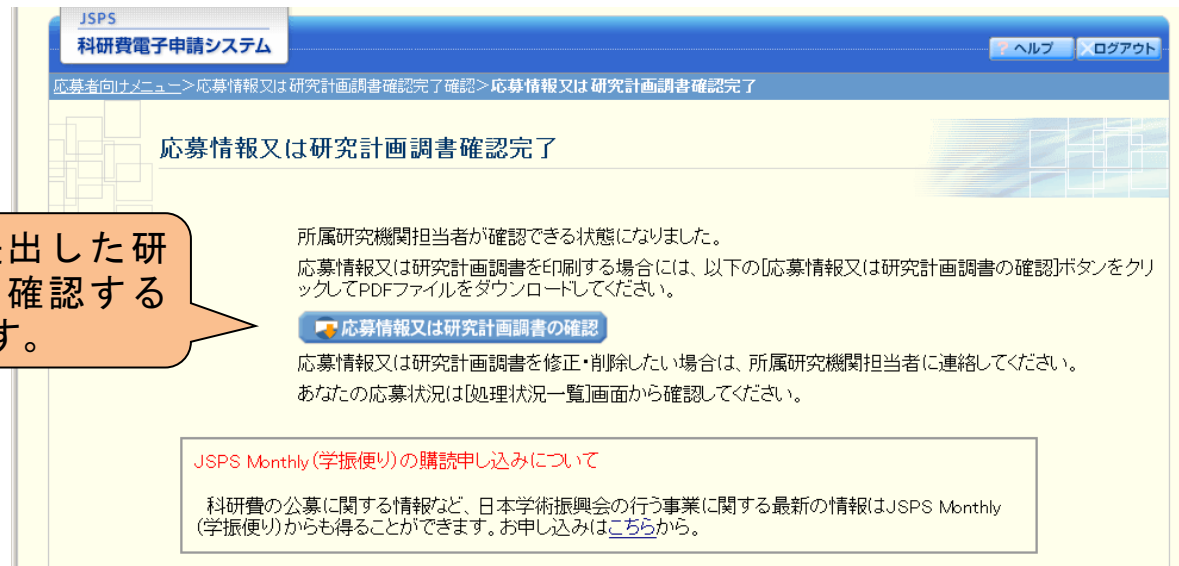 JSPS
科研費電子申請システム
? ヘルプ
×ログアウト
応募者向けメニュー>応募情報又は研究計画調書確認完了確認>応募情報又は研究計画調書確認完了
応募情報又は研究計画調書確認完了
出した研
確認する
す。
所属研究機関担当者が確認できる状態になりました。
応募情報又は研究計画調書を印刷する場合には、以下の[応募情報又は研究計画調書の確認]ボタンをクリ
ックしてPDFファイルをダウンロードしてください。
応募情報又は研究計画調書の確認
応募情報又は研究計画調書を修正・削除したい場合は、所属研究機関担当者に連絡してください。
あなたの応募状況は[処理状況一覧]画面から確認してください。
JSPS Monthly(学振便り)の購読申し込みについて
科研費の公募に関する情報など、日本学術振興会の行う事業に関する最新の情報はJSPS Monthly
(学振便り)からも得ることができます。お申し込みはこちらから。